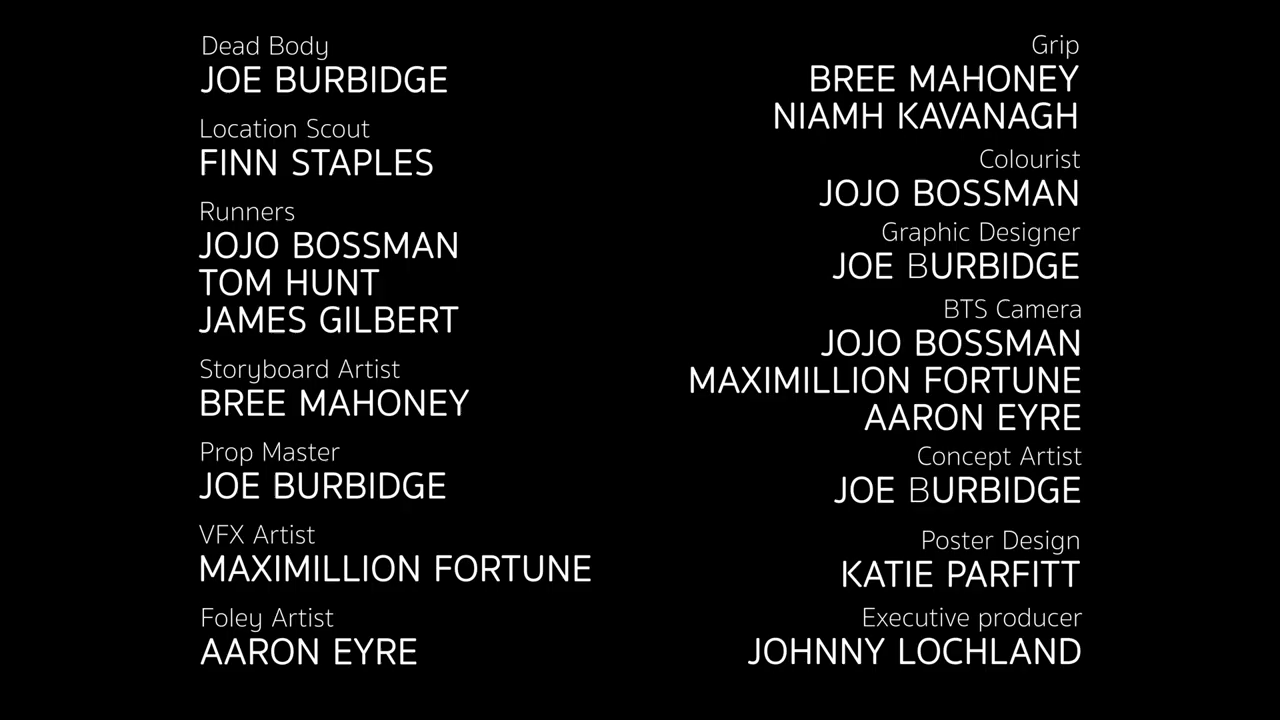 Dead Body
JOE BURBIDGE
Location Scout
FINN STAPLES
Runners
JOJO BOSSMAN
TOM HUNT
JAMES GILBERT
Storyboard Artist
BREE MAHONEY
Prop Master
JOE BURBIDGE
VFX Artist
MAXIMILLION FORTUNE
Foley Artist
AARON EYRE
Grip
BREE MAHONEY
NIAMH KAVANAGH
Colourist
JOJO BOSSMAN
Graphic Designer
JOE BURBIDGE
BTS Camera
JOJO BOSSMAN
MAXIMILLION FORTUNE
AARON EYRE
Concept Artist
JOE BURBIDGE
Poster Design
KATIE PARFITT
Executive producer
JOHNNY LOCHLAND